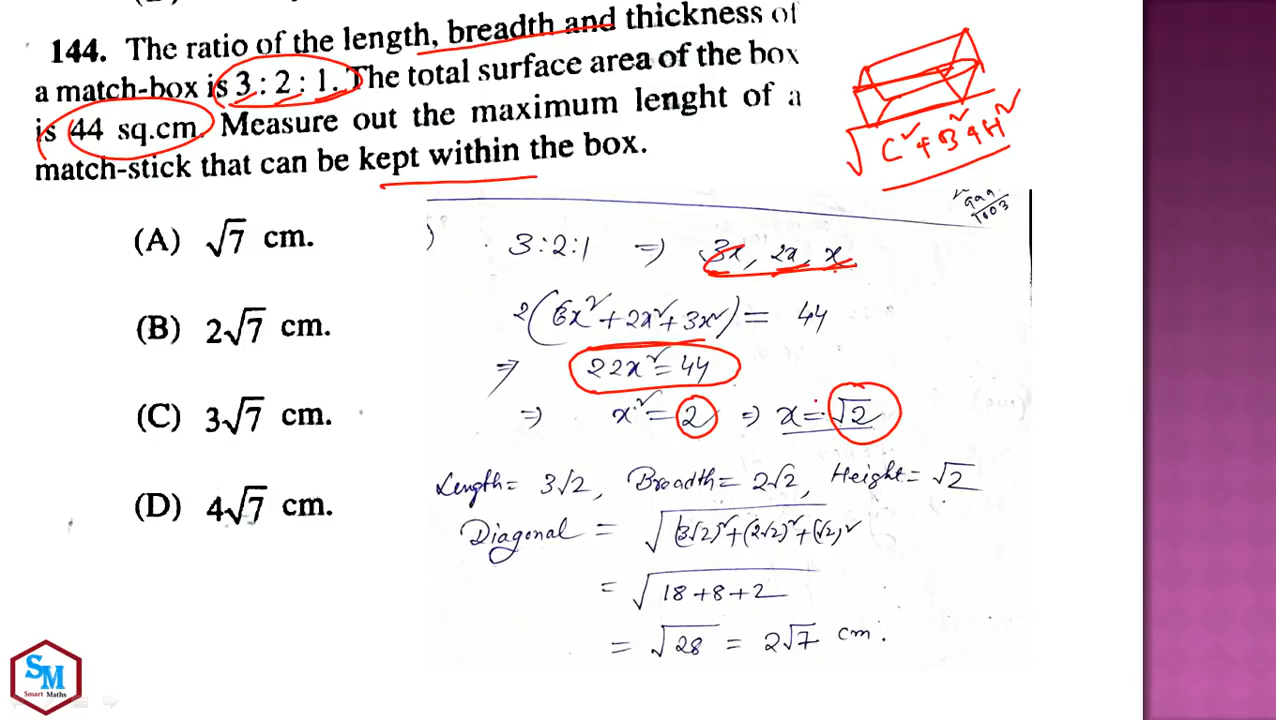 144. The ratio of the length, breadth and thickness of
a match-box is 3 : 2 : 1. The total surface area of the box
is 44 sq.cm. Measure out the maximum lenght of a
match-stick that can be kept within the box.
(A) √7 cm.
(B) 2√7 cm.
(C) 3√7 cm.
(D) 4√7 cm.
3:2:1 ⇒ 3x, 2x, x
2(6x²+2x²+3x²) = 44
⇒ 22x² = 44
⇒ x² = 2 ⇒ x = √2
Length = 3√2, Breadth = 2√2, Height = √2
Diagonal = √(3√2)²+(2√2)²+(√2)²
= √18+8+2
= √28 = 2√7 cm.
SM
Smart Maths